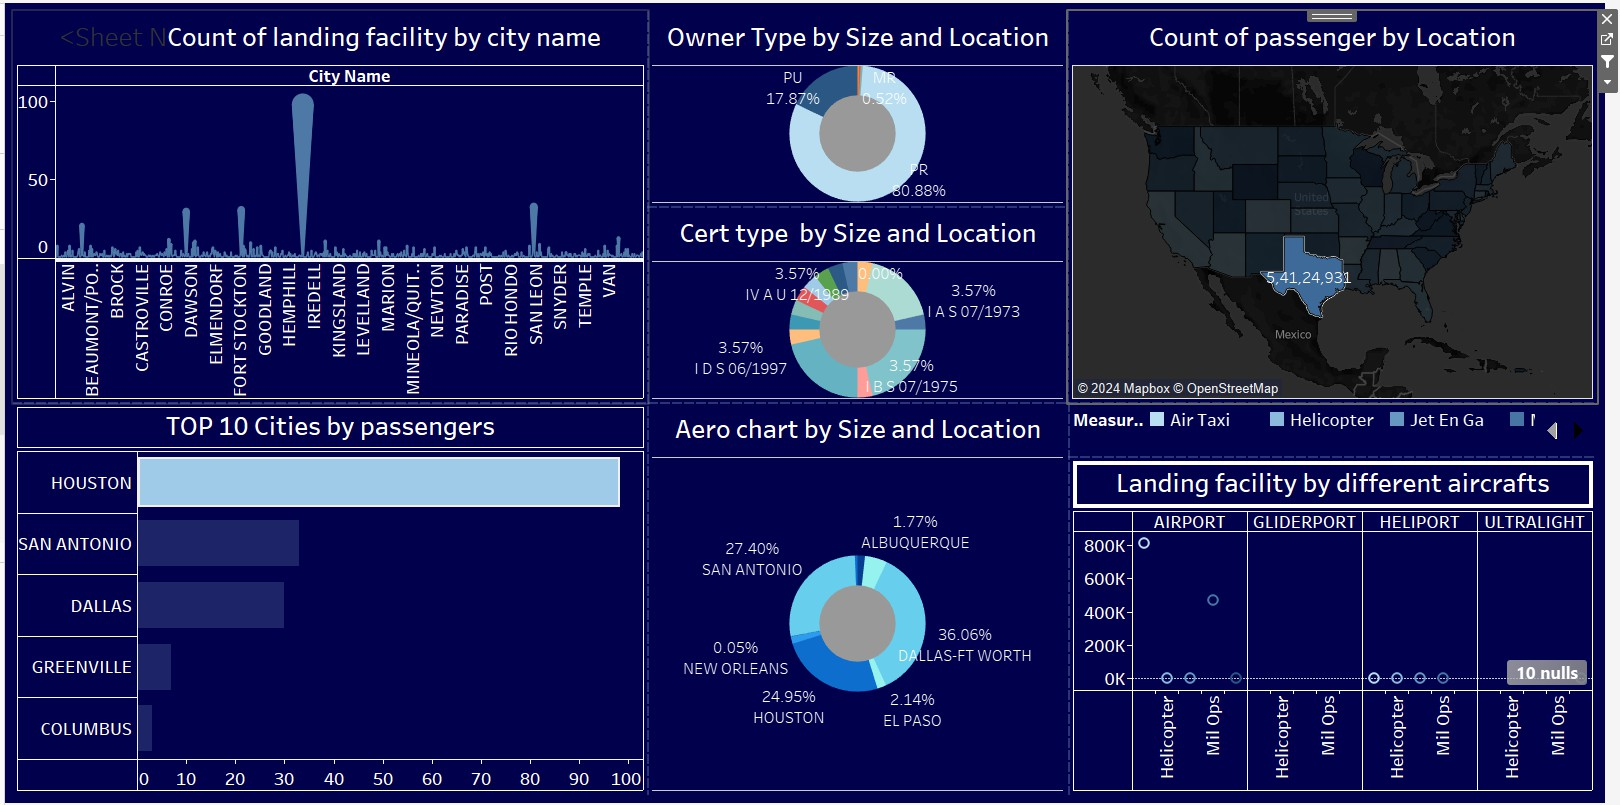 <Sheet N
Count of landing facility by city name
City Name
100
50
0
ALVIN
BEAUMONT/PO..
BROCK
CASTROVILLE
CONROE
DAWSON
ELMENDORF
FORT STOCKTON
GOODLAND
HEMPHILL
IREDELL
KINGSLAND
LEVELLAND
MARION
MINEOLA/QUIT..
NEWTON
PARADISE
POST
RIO HONDO
SAN LEON
SNYDER
TEMPLE
VAN
TOP 10 Cities by passengers
HOUSTON
SAN ANTONIO
DALLAS
GREENVILLE
COLUMBUS
0 10 20 30 40 50 60 70 80 90 100
Owner Type by Size and Location
PU
17.87%
MR
0.52%
PR
80.88%
Cert type by Size and Location
3.57%
IV A U 12/1989
0.00%
3.57%
I A S 07/1973
3.57%
I D S 06/1997
3.57%
I B S 07/1975
Aero chart by Size and Location
1.77%
ALBUQUERQUE
27.40%
SAN ANTONIO
36.06%
DALLAS-FT WORTH
0.05%
NEW ORLEANS
24.95%
HOUSTON
2.14%
EL PASO
Count of passenger by Location
United
States
5,41,24,931
Mexico
© 2024 Mapbox © OpenStreetMap
Measur.. Air Taxi Helicopter Jet En Ga
Landing facility by different aircrafts
AIRPORT GLIDERPORT HELIPORT ULTRALIGHT
800K
600K
400K
200K
0K
10 nulls
Helicopter
Mil Ops
Helicopter
Mil Ops
Helicopter
Mil Ops
Helicopter
Mil Ops